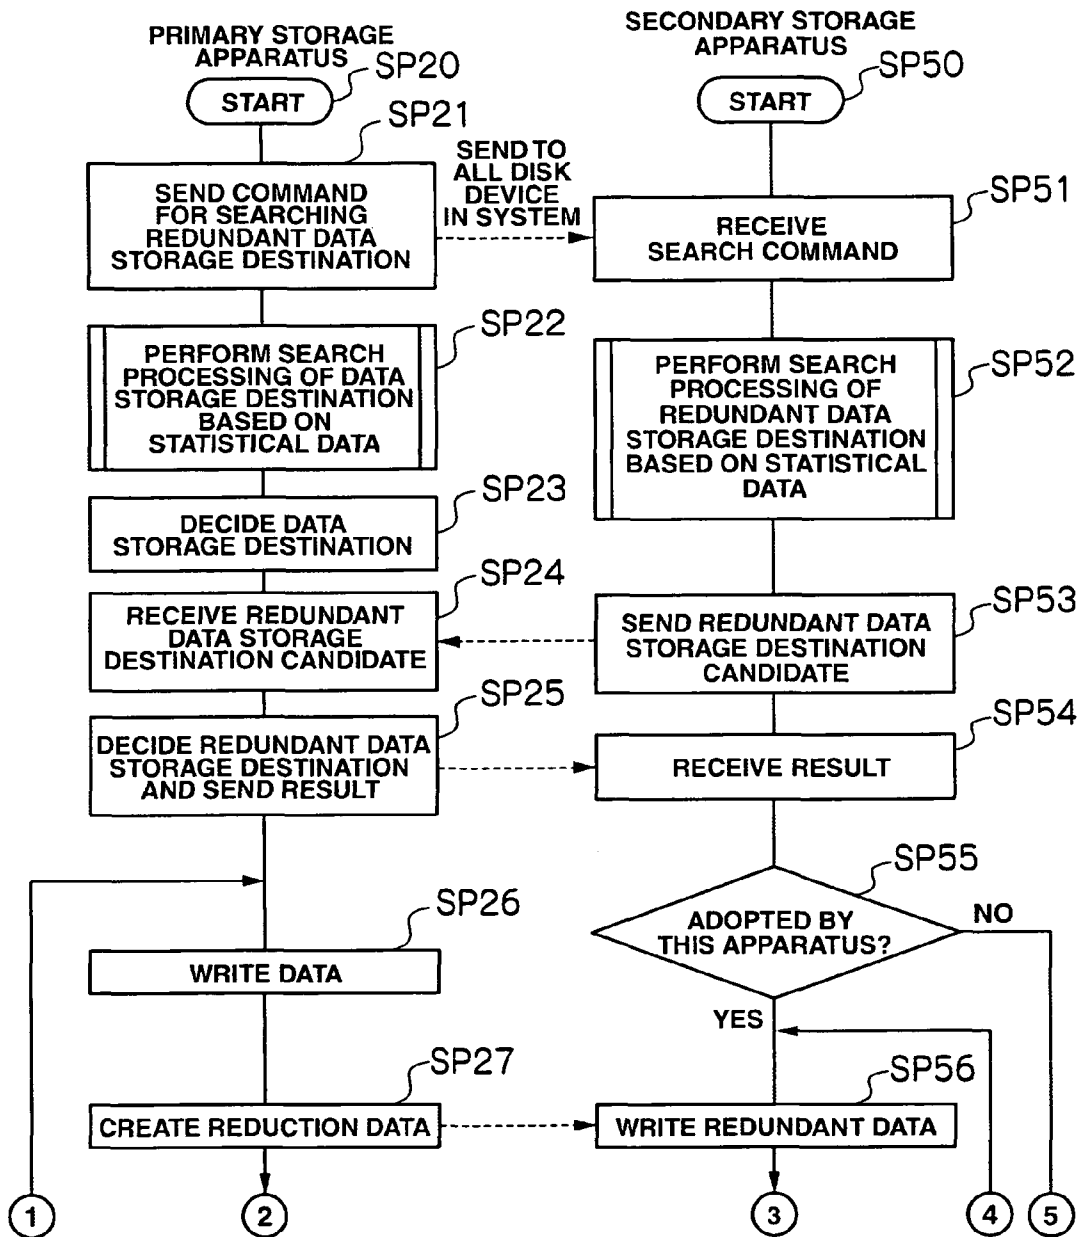 PRIMARY STORAGE
APPARATUS
SP20
START
SP21
SEND COMMAND
FOR SEARCHING
REDUNDANT DATA
STORAGE DESTINATION
SEND TO
ALL DISK
DEVICE
IN SYSTEM
SP22
PERFORM SEARCH
PROCESSING OF DATA
STORAGE DESTINATION
BASED ON
STATISTICAL DATA
SP23
DECIDE DATA
STORAGE DESTINATION
SP24
RECEIVE REDUNDANT
DATA STORAGE
DESTINATION CANDIDATE
SP25
DECIDE REDUNDANT DATA
STORAGE DESTINATION
AND SEND RESULT
SP26
WRITE DATA
SP27
CREATE REDUCTION DATA
1
2
SECONDARY STORAGE
APPARATUS
SP50
START
SP51
RECEIVE
SEARCH COMMAND
SP52
PERFORM SEARCH
PROCESSING OF
REDUNDANT DATA
STORAGE DESTINATION
BASED ON STATISTICAL
DATA
SP53
SEND REDUNDANT DATA
STORAGE DESTINATION
CANDIDATE
SP54
RECEIVE RESULT
SP55
ADOPTED BY
THIS APPARATUS?
NO
YES
SP56
WRITE REDUNDANT DATA
3
4
5